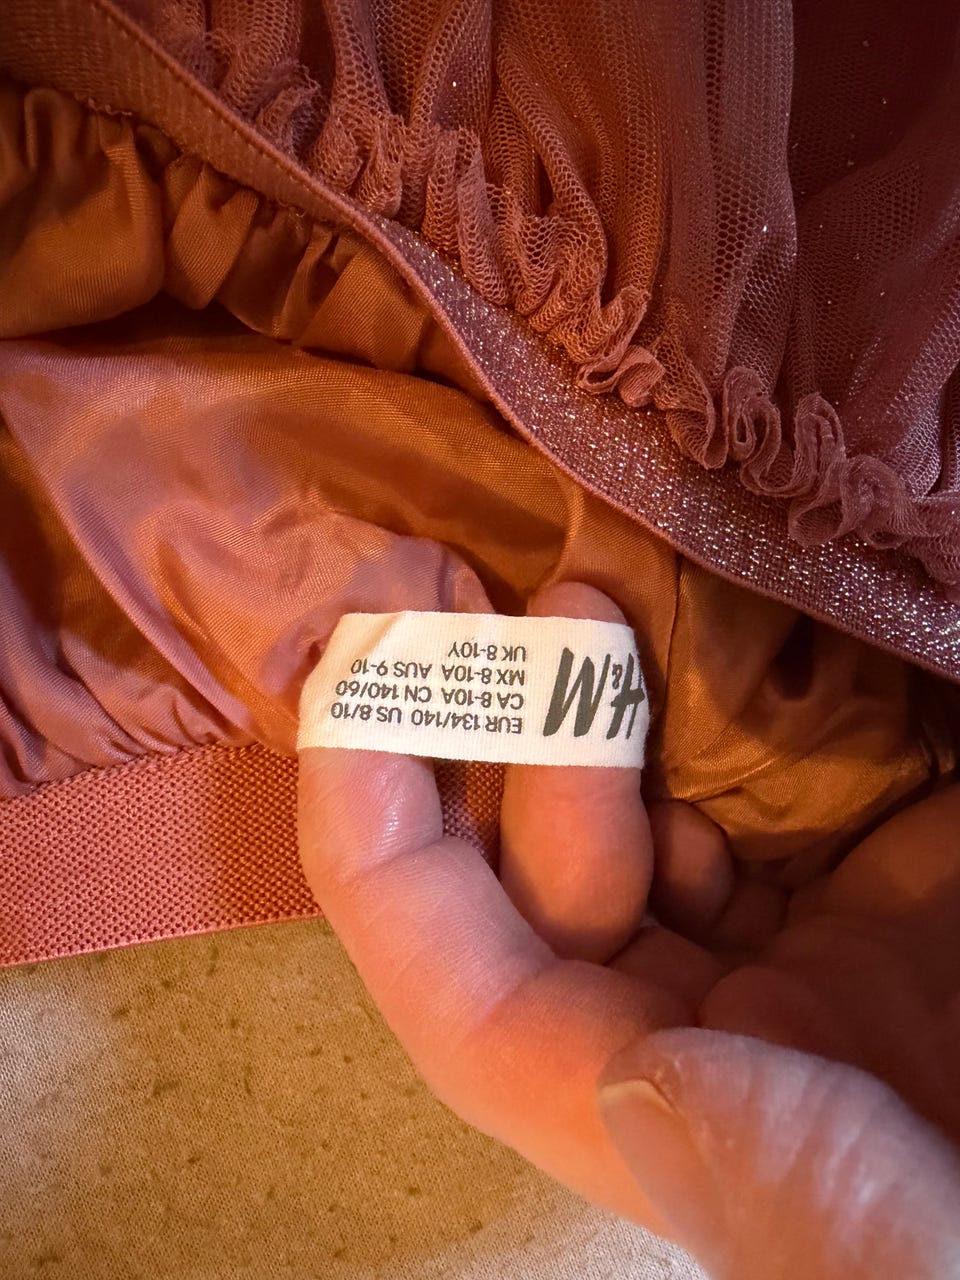 H&M
EUR 134/140 US 8/10
CA 8-10A CN 140/60
MX 8-10A AUS 9-10
UK 8-10Y